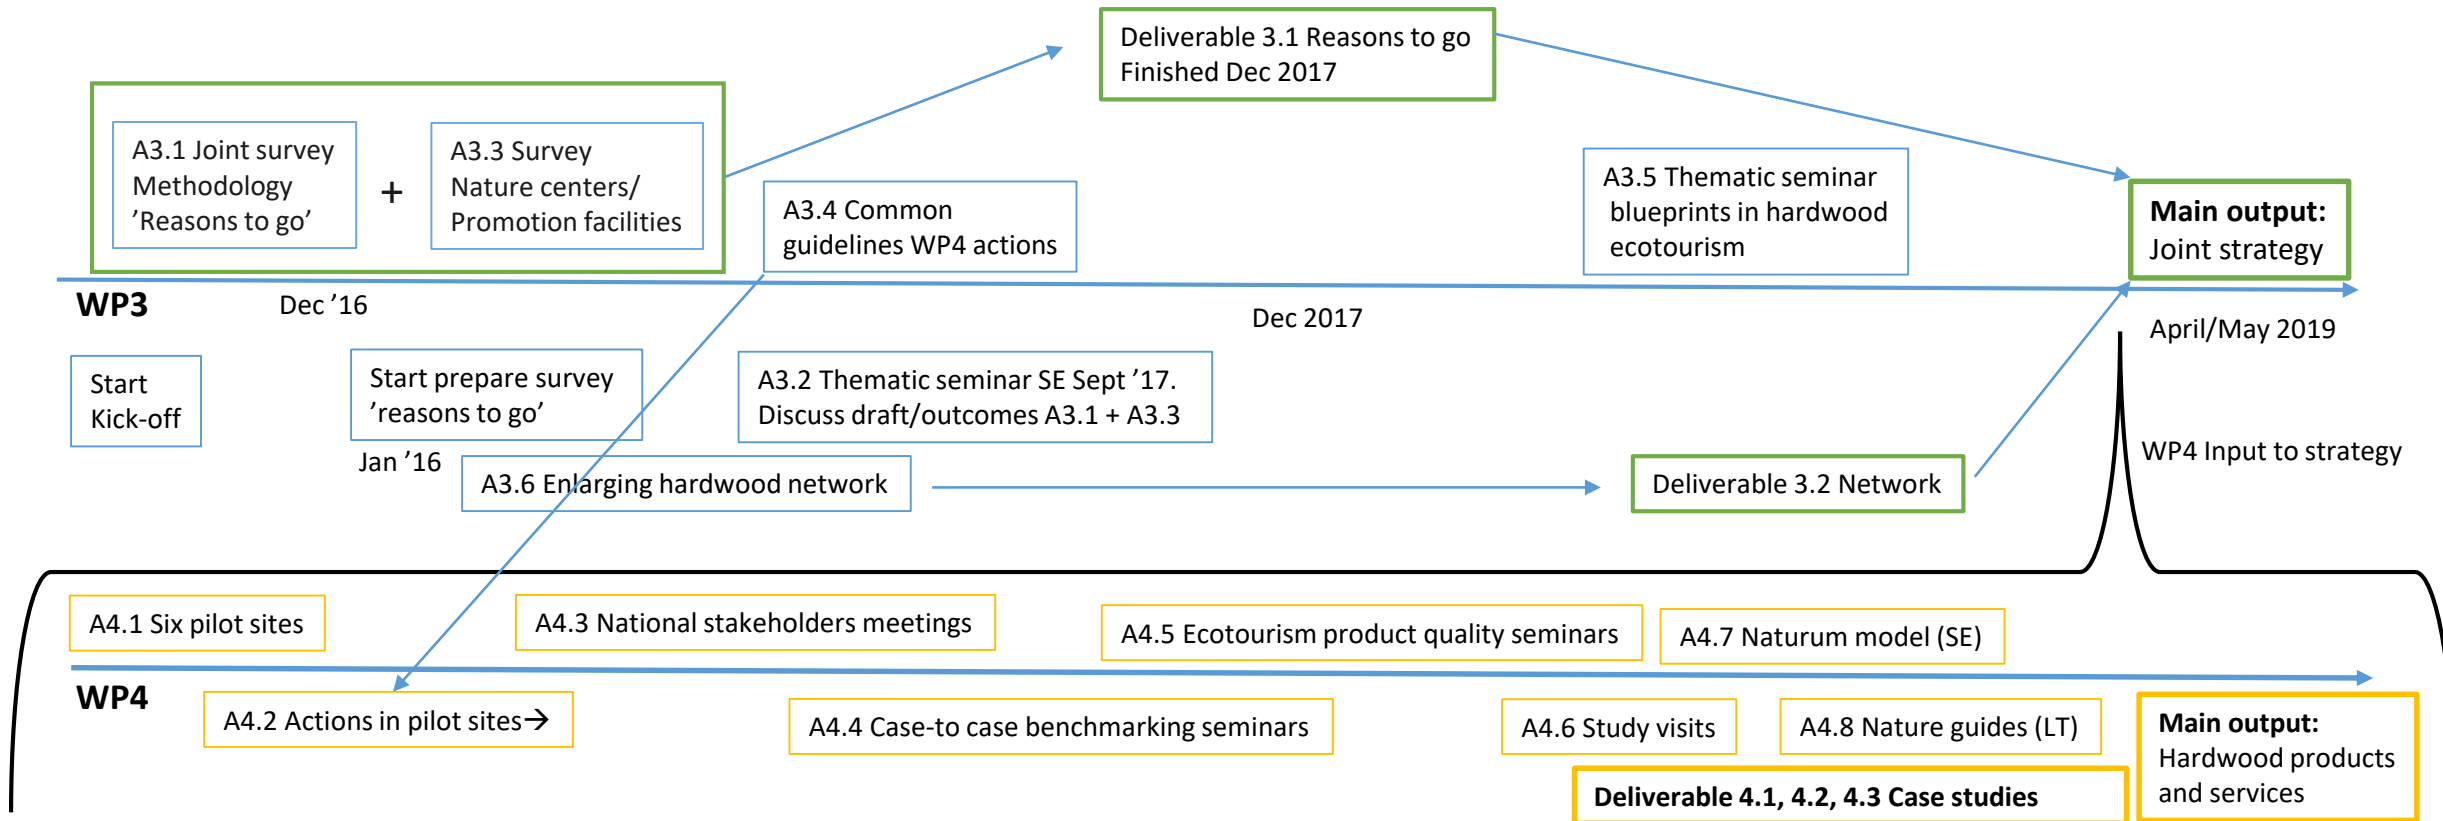 Deliverable 3.1 Reasons to go
Finished Dec 2017
A3.1 Joint survey
Methodology
’Reasons to go’
+
A3.3 Survey
Nature centers/
Promotion facilities
A3.4 Common
guidelines WP4 actions
A3.5 Thematic seminar
blueprints in hardwood
ecotourism
Main output:
Joint strategy
WP3
Dec ’16
Dec 2017
April/May 2019
Start
Kick-off
Start prepare survey
’reasons to go’
Jan ’16
A3.2 Thematic seminar SE Sept ’17.
Discuss draft/outcomes A3.1 + A3.3
A3.6 Enlarging hardwood network
Deliverable 3.2 Network
WP4 Input to strategy
A4.1 Six pilot sites
A4.3 National stakeholders meetings
A4.5 Ecotourism product quality seminars
A4.7 Naturum model (SE)
WP4
A4.2 Actions in pilot sites→
A4.4 Case-to case benchmarking seminars
A4.6 Study visits
A4.8 Nature guides (LT)
Main output:
Hardwood products
and services
Deliverable 4.1, 4.2, 4.3 Case studies